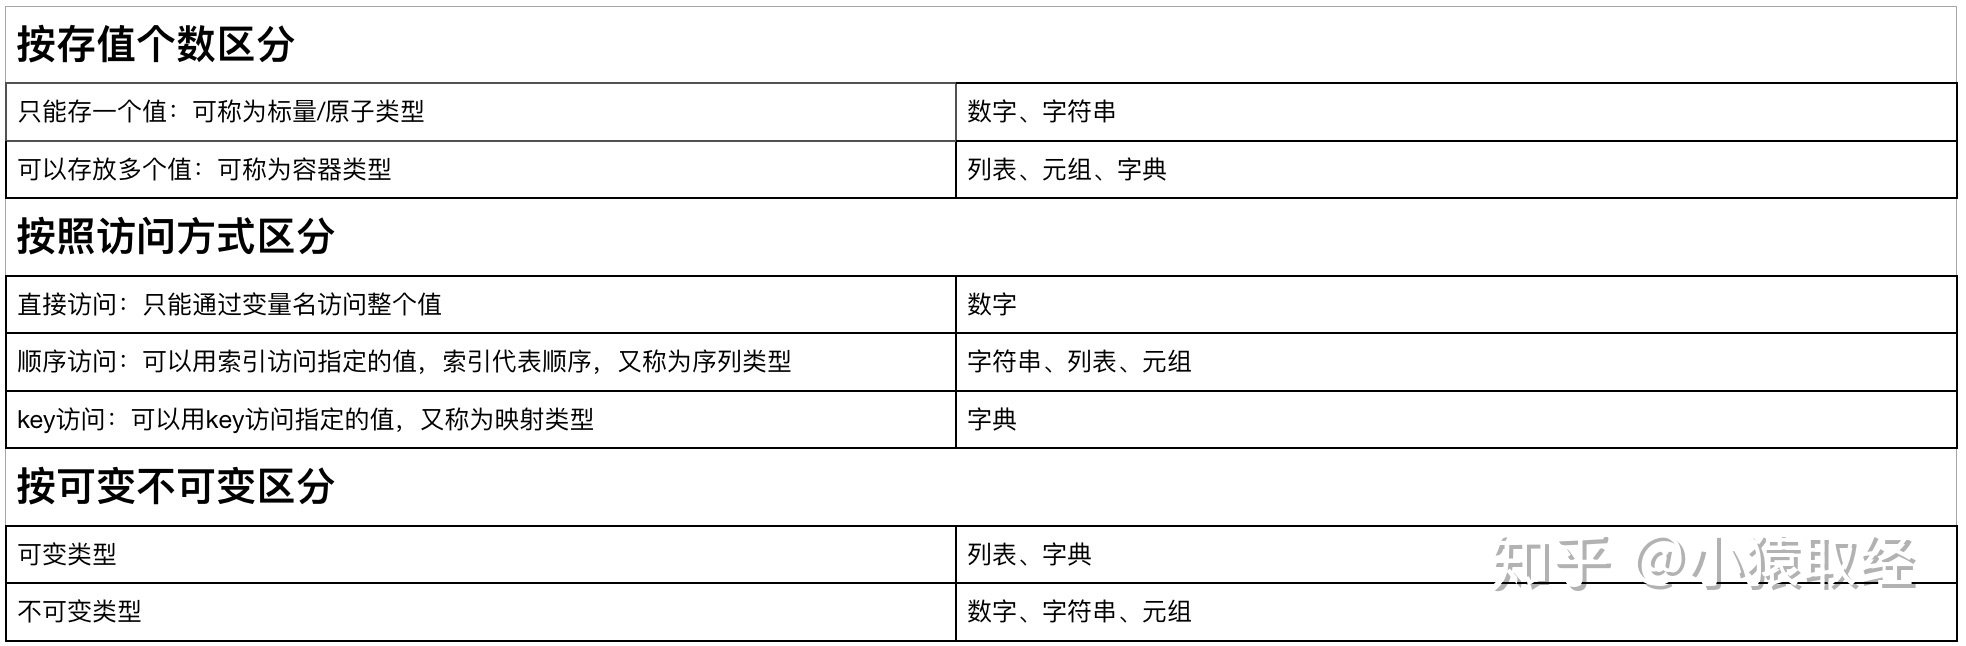 按存值个数区分
只能存一个值：可称为标量/原子类型
数字、字符串
可以存放多个值：可称为容器类型
列表、元组、字典
按照访问方式区分
直接访问：只能通过变量名访问整个值
数字
顺序访问：可以用索引访问指定的值，索引代表顺序，又称为序列类型
字符串、列表、元组
key访问：可以用key访问指定的值，又称为映射类型
字典
按可变不可变区分
可变类型
列表、字典
不可变类型
数字、字符串、元组
知乎 @小猿取经